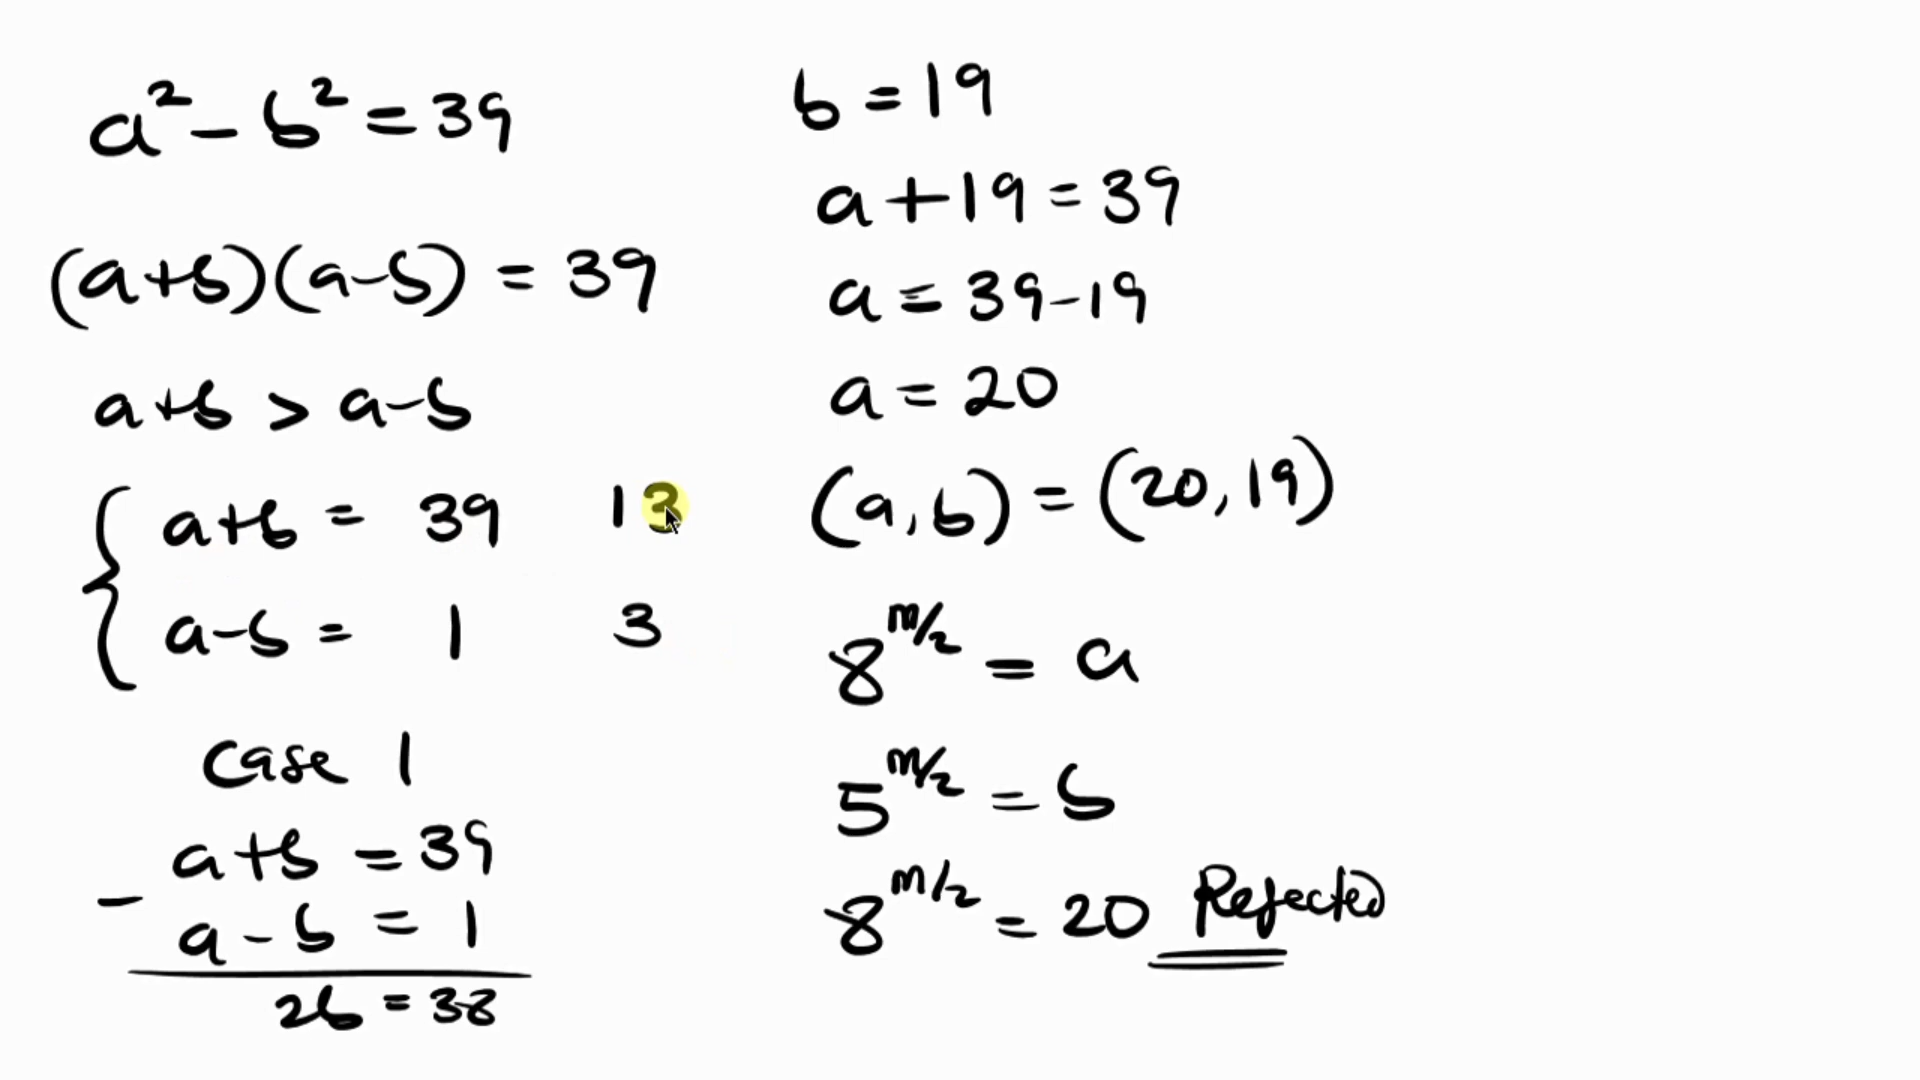 a² - b² = 39
(a+b)(a-b) = 39
a+b > a-b
a+b = 39 13
a-b = 1 3
Case 1
a+b = 39
- a-b = 1
2b = 38
b = 19
a+19 = 39
a = 39-19
a = 20
(a,b) = (20,19)
8^(m/2) = a
5^(m/2) = b
8^(m/2) = 20 Rejected